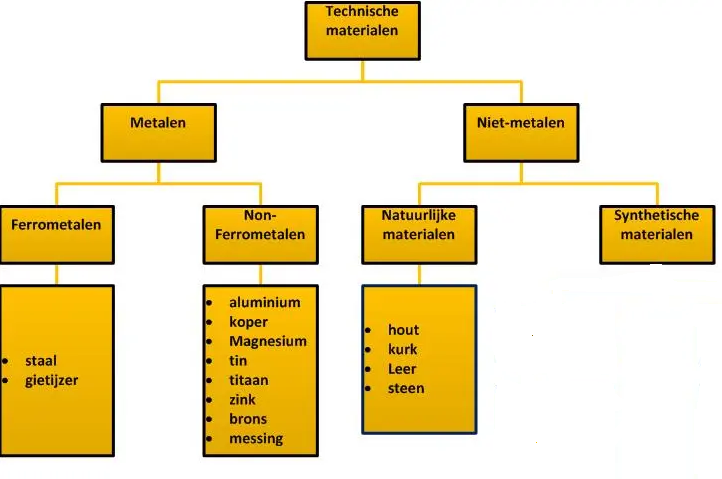 Technische
materialen
Metalen
Niet-metalen
Ferrometalen
Non-
Ferrometalen
Natuurlijke
materialen
Synthetische
materialen
• staal
• gietijzer
• aluminium
• koper
• Magnesium
• tin
• titaan
• zink
• brons
• messing
• hout
• kurk
• Leer
• steen